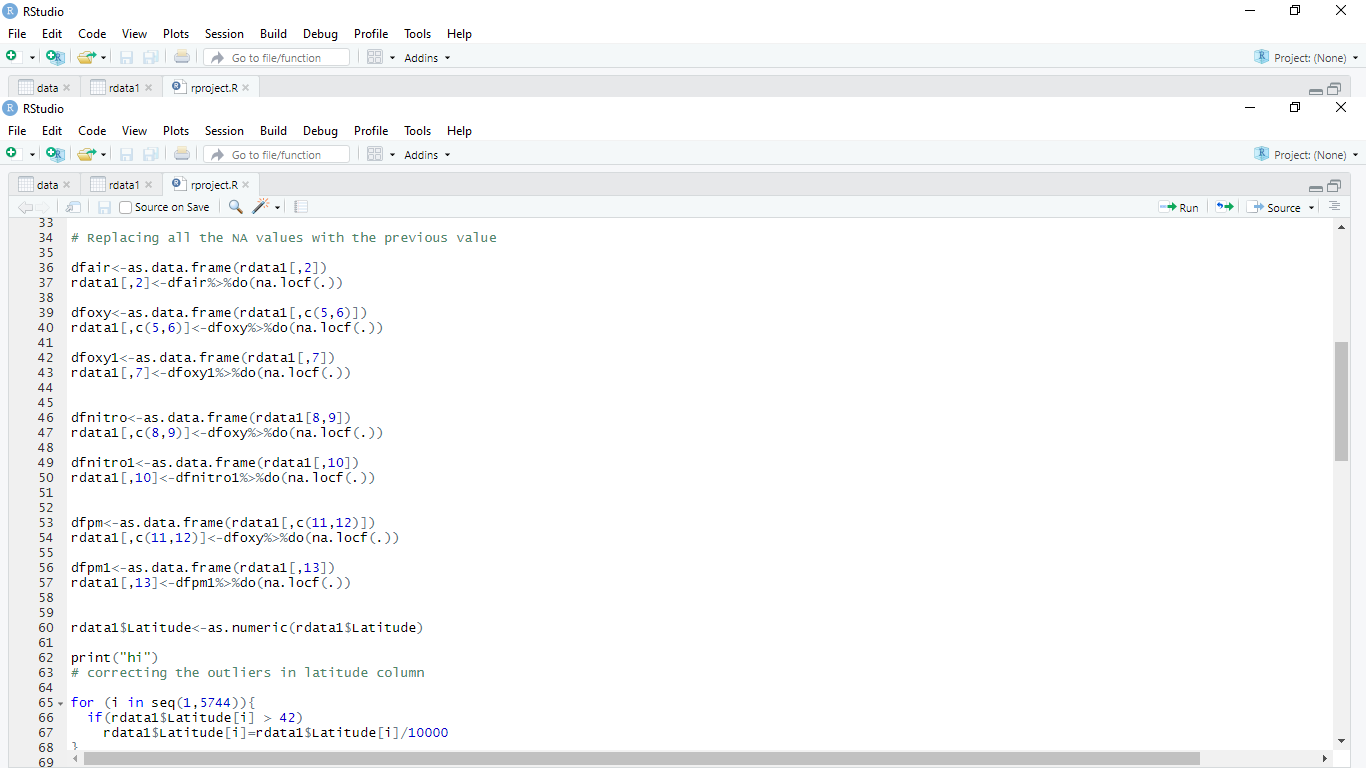 RStudio
File Edit Code View Plots Session Build Debug Profile Tools Help
Go to file/function Addins Project: (None)
data rdata1 rproject.R
RStudio
File Edit Code View Plots Session Build Debug Profile Tools Help
Go to file/function Addins Project: (None)
data rdata1 rproject.R
Source on Save Run Source
33
34 # Replacing all the NA values with the previous value
35
36 dfair<-as.data.frame(rdata1[,2])
37 rdata1[,2]<-dfair%>%do(na.locf(.))
38
39 dfoxy<-as.data.frame(rdata1[,c(5,6)])
40 rdata1[,c(5,6)]<-dfoxy%>%do(na.locf(.))
41
42 dfoxy1<-as.data.frame(rdata1[,7])
43 rdata1[,7]<-dfoxy1%>%do(na.locf(.))
44
45
46 dfnitro<-as.data.frame(rdata1[8,9])
47 rdata1[,c(8,9)]<-dfoxy%>%do(na.locf(.))
48
49 dfnitro1<-as.data.frame(rdata1[,10])
50 rdata1[,10]<-dfnitro1%>%do(na.locf(.))
51
52
53 dfpm<-as.data.frame(rdata1[,c(11,12)])
54 rdata1[,c(11,12)]<-dfoxy%>%do(na.locf(.))
55
56 dfpm1<-as.data.frame(rdata1[,13])
57 rdata1[,13]<-dfpm1%>%do(na.locf(.))
58
59
60 rdata1$Latitude<-as.numeric(rdata1$Latitude)
61
62 print("hi")
63 # correcting the outliers in latitude column
64
65 for (i in seq(1,5744)){
66 if(rdata1$Latitude[i] > 42)
67 rdata1$Latitude[i]=rdata1$Latitude[i]/10000
68 }
69